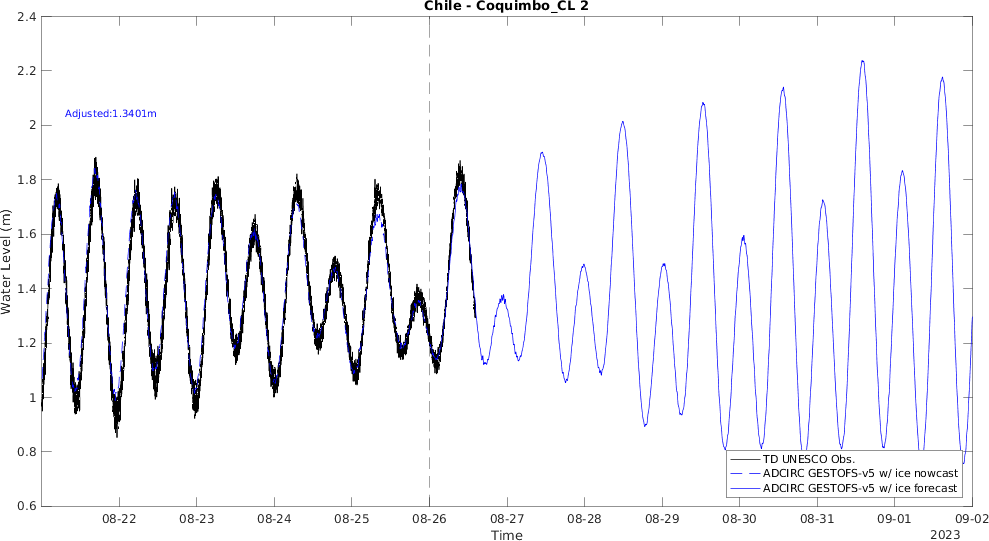 Chile - Coquimbo_CL 2
2.4
2.2
2
1.8
1.6
1.4
1.2
1
0.8
0.6
Water Level (m)
Adjusted:1.3401m
TD UNESCO Obs.
ADCIRC GESTOFS-v5 w/ ice nowcast
ADCIRC GESTOFS-v5 w/ ice forecast
08-22 08-23 08-24 08-25 08-26 08-27 08-28 08-29 08-30 08-31 09-01 09-02
Time
2023